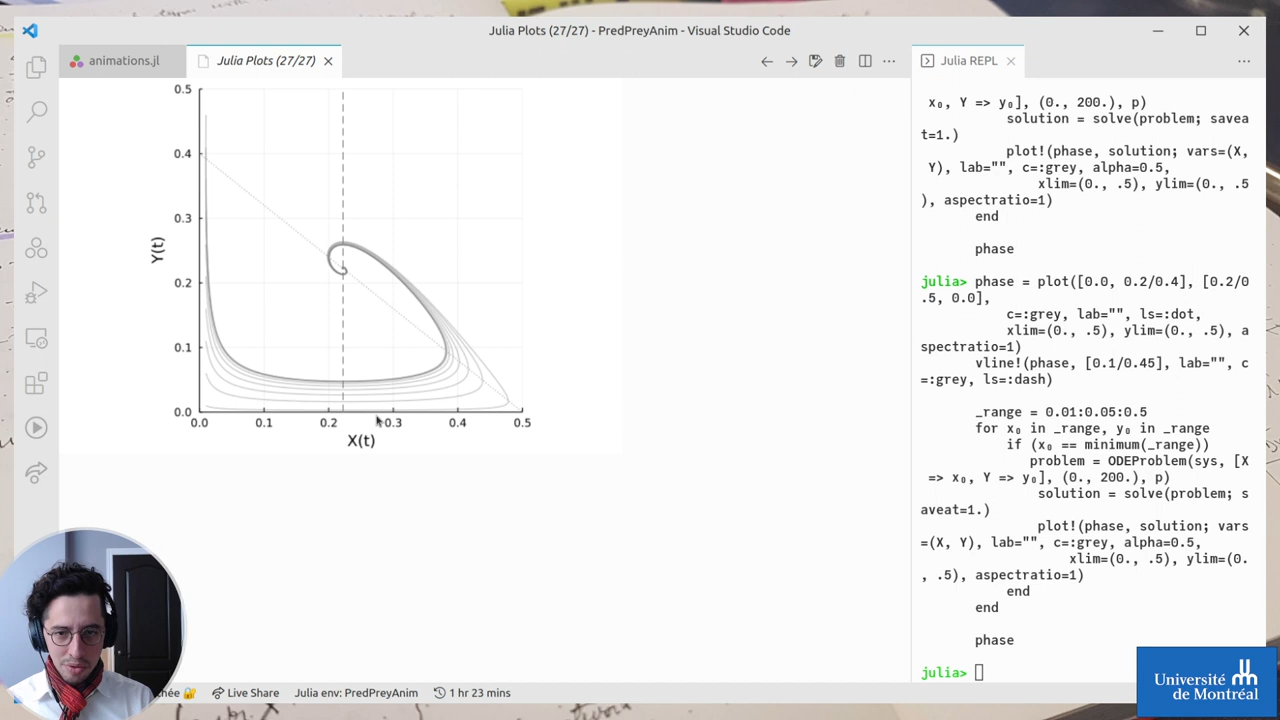 Julia Plots (27/27) - PredPreyAnim - Visual Studio Code
animations.jl
Julia Plots (27/27)
Julia REPL
0.5
0.4
0.3
0.2
0.1
0.0
Y(t)
0.0 0.1 0.2 0.3 0.4 0.5
X(t)
x₀, Y => y₀], (0., 200.), p)
solution = solve(problem; savea
t=1.)
plot!(phase, solution; vars=(X,
Y), lab="", c=:grey, alpha=0.5,
xlim=(0., .5), ylim=(0., .5
), aspectratio=1)
end
phase
julia> phase = plot([0.0, 0.2/0.4], [0.2/0
.5, 0.0],
c=:grey, lab="", ls=:dot,
xlim=(0., .5), ylim=(0., .5), a
spectratio=1)
vline!(phase, [0.1/0.45], lab="", c
=:grey, ls=:dash)
_range = 0.01:0.05:0.5
for x₀ in _range, y₀ in _range
if (x₀ == minimum(_range))
problem = ODEProblem(sys, [X
=> x₀, Y => y₀], (0., 200.), p)
solution = solve(problem; s
aveat=1.)
plot!(phase, solution; vars
=(X, Y), lab="", c=:grey, alpha=0.5,
xlim=(0., .5), ylim=(0.
, .5), aspectratio=1)
end
end
phase
julia>
Live Share
Julia env: PredPreyAnim
1 hr 23 mins
Université
de Montréal